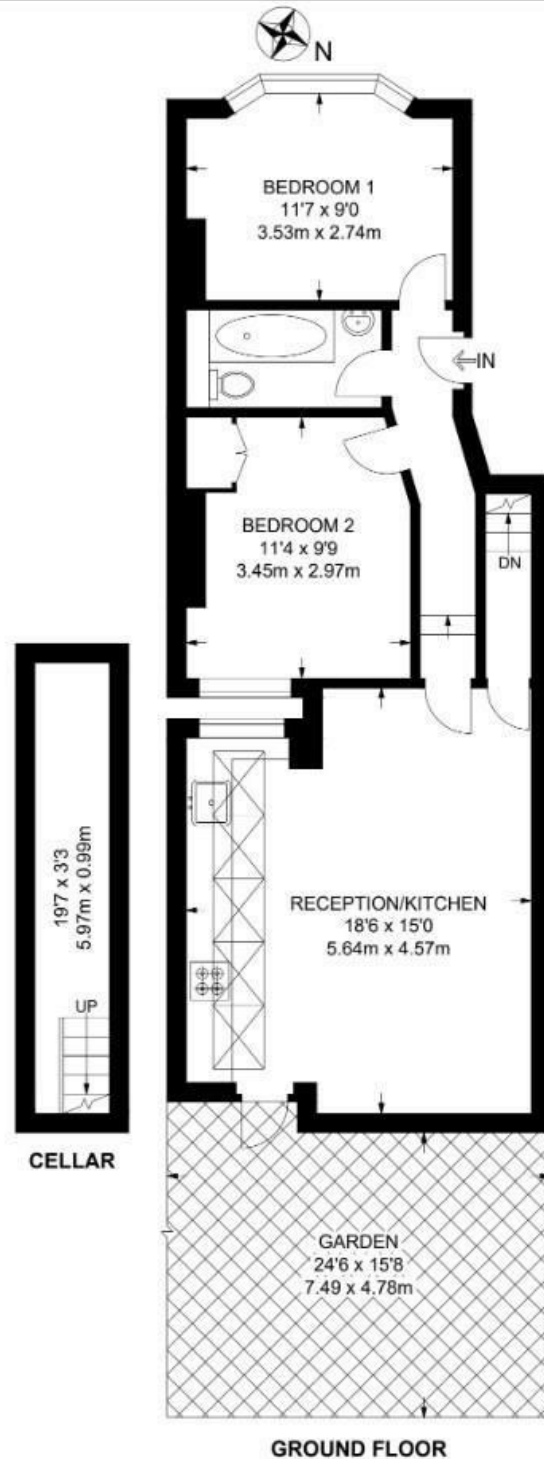 N
BEDROOM 1
11'7 x 9'0
3.53m x 2.74m
IN
BEDROOM 2
11'4 x 9'9
3.45m x 2.97m
DN
19'7 x 3'3
5.97m x 0.99m
UP
CELLAR
RECEPTION/KITCHEN
18'6 x 15'0
5.64m x 4.57m
GARDEN
24'6 x 15'8
7.49 x 4.78m
GROUND FLOOR